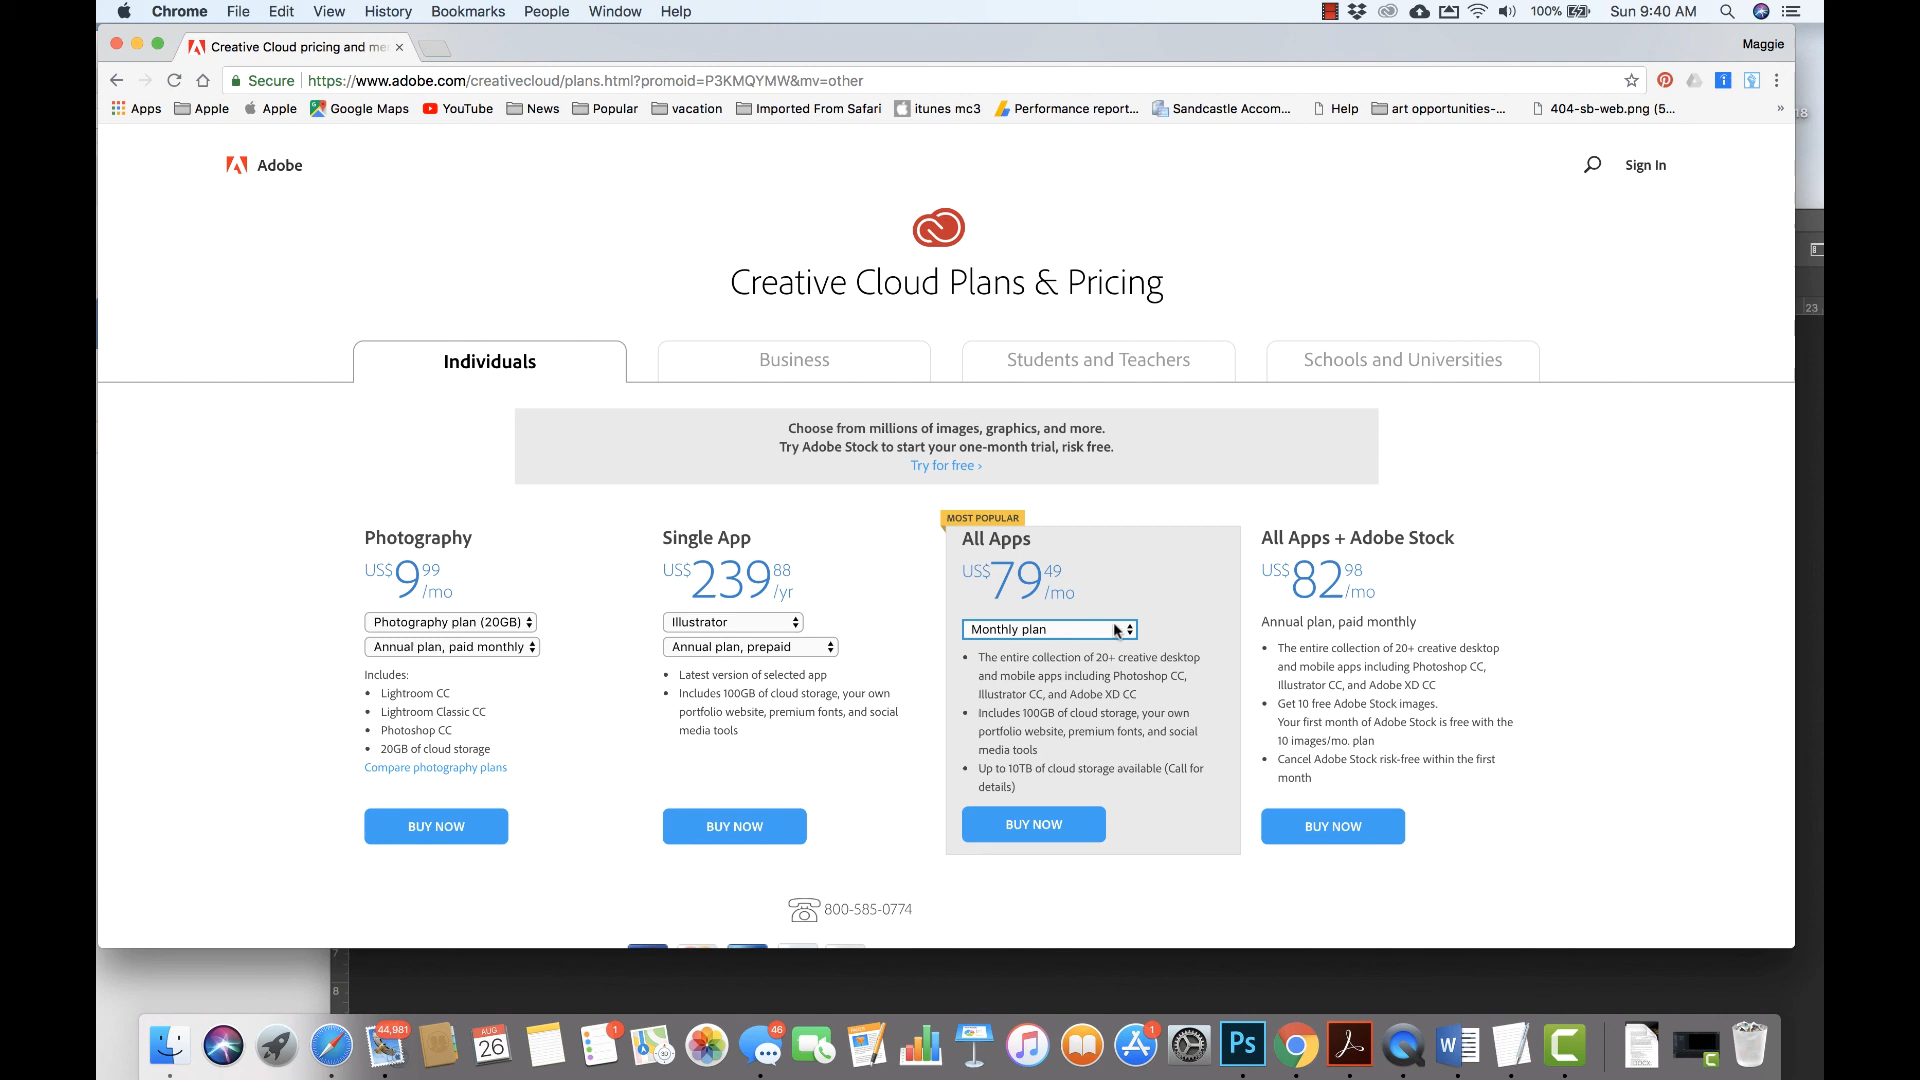 Chrome File Edit View History Bookmarks People Window Help 100% Sun 9:40 AM
Creative Cloud pricing and me Maggie
Secure https://www.adobe.com/creativecloud/plans.html?promoid=P3KMQYMW&mv=other
Apps Apple Apple Google Maps YouTube News Popular vacation Imported From Safari itunes mc3 Performance report... Sandcastle Accom... Help art opportunities-... 404-sb-web.png (5... »
18
Adobe Sign In
Creative Cloud Plans & Pricing
23
Individuals Business Students and Teachers Schools and Universities
Choose from millions of images, graphics, and more.
Try Adobe Stock to start your one-month trial, risk free.
Try for free ›
Photography
US$9.99/mo
Photography plan (20GB)
Annual plan, paid monthly
Includes:
• Lightroom CC
• Lightroom Classic CC
• Photoshop CC
• 20GB of cloud storage
Compare photography plans
BUY NOW
Single App
US$239.88/yr
Illustrator
Annual plan, prepaid
• Latest version of selected app
• Includes 100GB of cloud storage, your own
portfolio website, premium fonts, and social
media tools
BUY NOW
MOST POPULAR
All Apps
US$79.49/mo
Monthly plan
• The entire collection of 20+ creative desktop
and mobile apps including Photoshop CC,
Illustrator CC, and Adobe XD CC
• Includes 100GB of cloud storage, your own
portfolio website, premium fonts, and social
media tools
• Up to 10TB of cloud storage available (Call for
details)
BUY NOW
All Apps + Adobe Stock
US$82.98/mo
Annual plan, paid monthly
• The entire collection of 20+ creative desktop
and mobile apps including Photoshop CC,
Illustrator CC, and Adobe XD CC
• Get 10 free Adobe Stock images.
Your first month of Adobe Stock is free with the
10 images/mo. plan
• Cancel Adobe Stock risk-free within the first
month
BUY NOW
800-585-0774
7
8
44,981 AUG 26 1 46 1 Ps W C